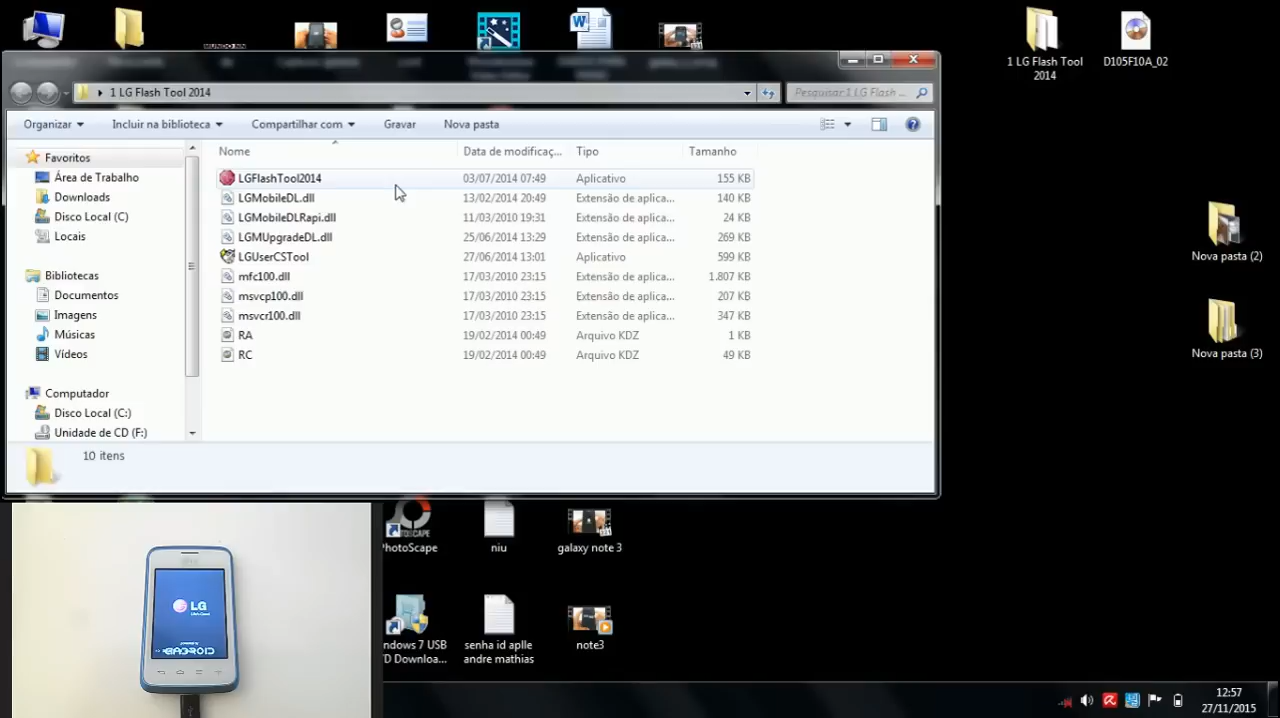 MUNDO NN
1 LG Flash Tool 2014
D105F10A_02
1 LG Flash Tool 2014
Pesquisar 1 LG Flash ...
Organizar
Incluir na biblioteca
Compartilhar com
Gravar
Nova pasta
Favoritos
Área de Trabalho
Downloads
Disco Local (C)
Locais
Bibliotecas
Documentos
Imagens
Músicas
Vídeos
Computador
Disco Local (C:)
Unidade de CD (F:)
Nome
Data de modificaç...
Tipo
Tamanho
LGFlashTool2014 03/07/2014 07:49 Aplicativo 155 KB
LGMobileDL.dll 13/02/2014 20:49 Extensão de aplica... 140 KB
LGMobileDLRapi.dll 11/03/2010 19:31 Extensão de aplica... 24 KB
LGMUpgradeDL.dll 25/06/2014 13:29 Extensão de aplica... 269 KB
LGUserCSTool 27/06/2014 13:01 Aplicativo 599 KB
mfc100.dll 17/03/2010 23:15 Extensão de aplica... 1.807 KB
msvcp100.dll 17/03/2010 23:15 Extensão de aplica... 207 KB
msvcr100.dll 17/03/2010 23:15 Extensão de aplica... 347 KB
RA 19/02/2014 00:49 Arquivo KDZ 1 KB
RC 19/02/2014 00:49 Arquivo KDZ 49 KB
10 itens
Nova pasta (2)
Nova pasta (3)
PhotoScape
niu
galaxy note 3
ndows 7 USB
D Downloa...
senha id aplle
andre mathias
note3
LG
12:57
27/11/2015